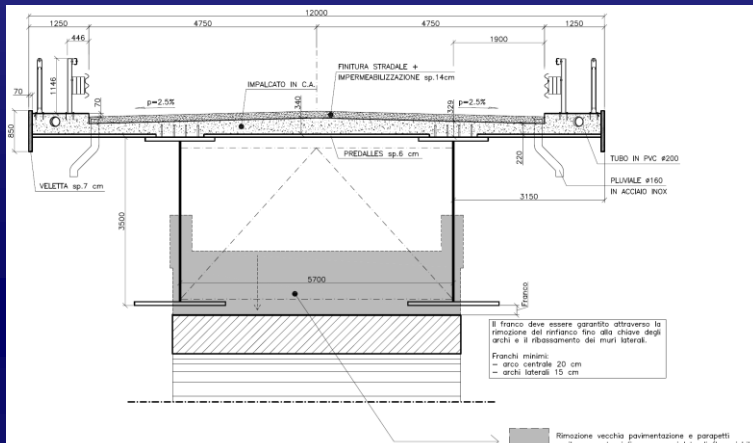 12000
1250
4750
4750
1250
446
1900
1146
FINITURA STRADALE +
IMPERMEABILIZZAZIONE sp.14cm
IMPALCATO IN C.A.
70
70
p=2.5%
340
329
p=2.5%
850
220
PREDALLES sp.6 cm
TUBO IN PVC ø200
VELETTA sp.7 cm
PLUVIALE ø160
IN ACCIAIO INOX
3150
3500
5700
Franco
Il franco deve essere garantito attraverso la
rimozione del rinfianco fino alla chiave degli
archi e il ribassamento dei muri laterali.
Franchi minimi:
- arco centrale 20 cm
- archi laterali 15 cm
Rimozione vecchia pavimentazione e parapetti